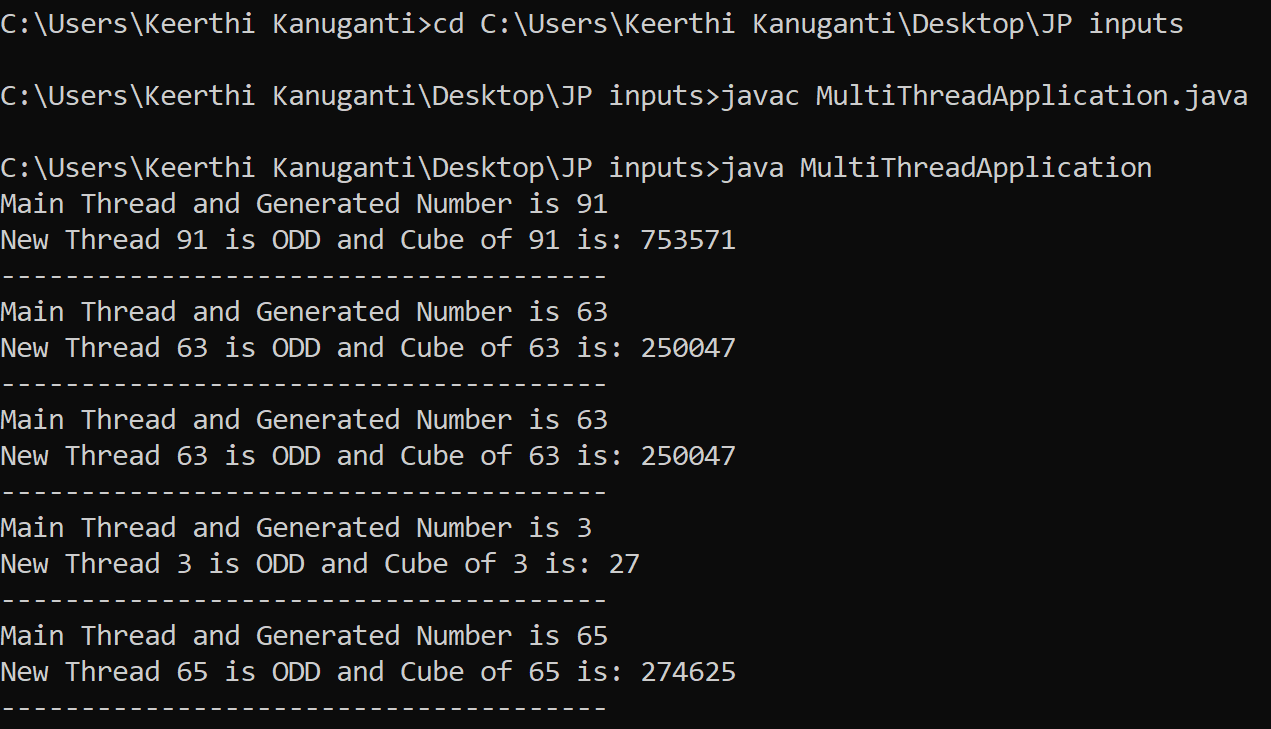 C:\Users\Keerthi Kanuganti>cd C:\Users\Keerthi Kanuganti\Desktop\JP inputs
C:\Users\Keerthi Kanuganti\Desktop\JP inputs>javac MultiThreadApplication.java
C:\Users\Keerthi Kanuganti\Desktop\JP inputs>java MultiThreadApplication
Main Thread and Generated Number is 91
New Thread 91 is ODD and Cube of 91 is: 753571
--------------------------------------
Main Thread and Generated Number is 63
New Thread 63 is ODD and Cube of 63 is: 250047
--------------------------------------
Main Thread and Generated Number is 63
New Thread 63 is ODD and Cube of 63 is: 250047
--------------------------------------
Main Thread and Generated Number is 3
New Thread 3 is ODD and Cube of 3 is: 27
--------------------------------------
Main Thread and Generated Number is 65
New Thread 65 is ODD and Cube of 65 is: 274625
--------------------------------------